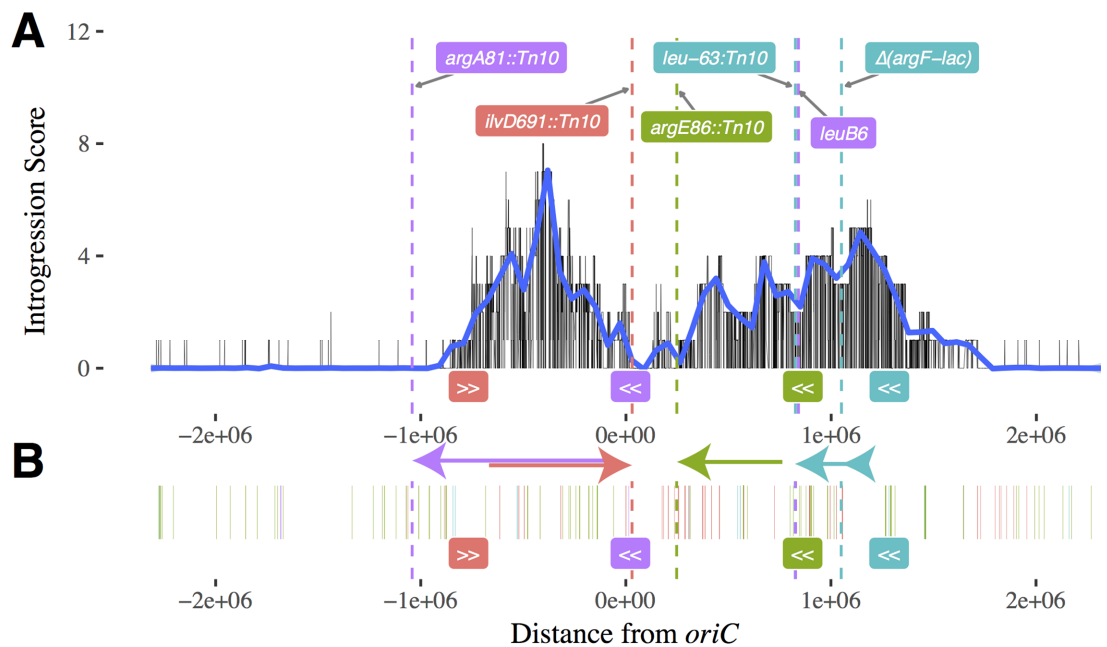 A
12
8
4
0
Introgression Score
argA81::Tn10
leu−63:Tn10
Δ(argF−lac)
ilvD691::Tn10
argE86::Tn10
leuB6
>>
<<
<<
<<
−2e+06
−1e+06
0e+00
1e+06
2e+06
B
>>
<<
<<
<<
−2e+06
−1e+06
0e+00
1e+06
2e+06
Distance from oriC